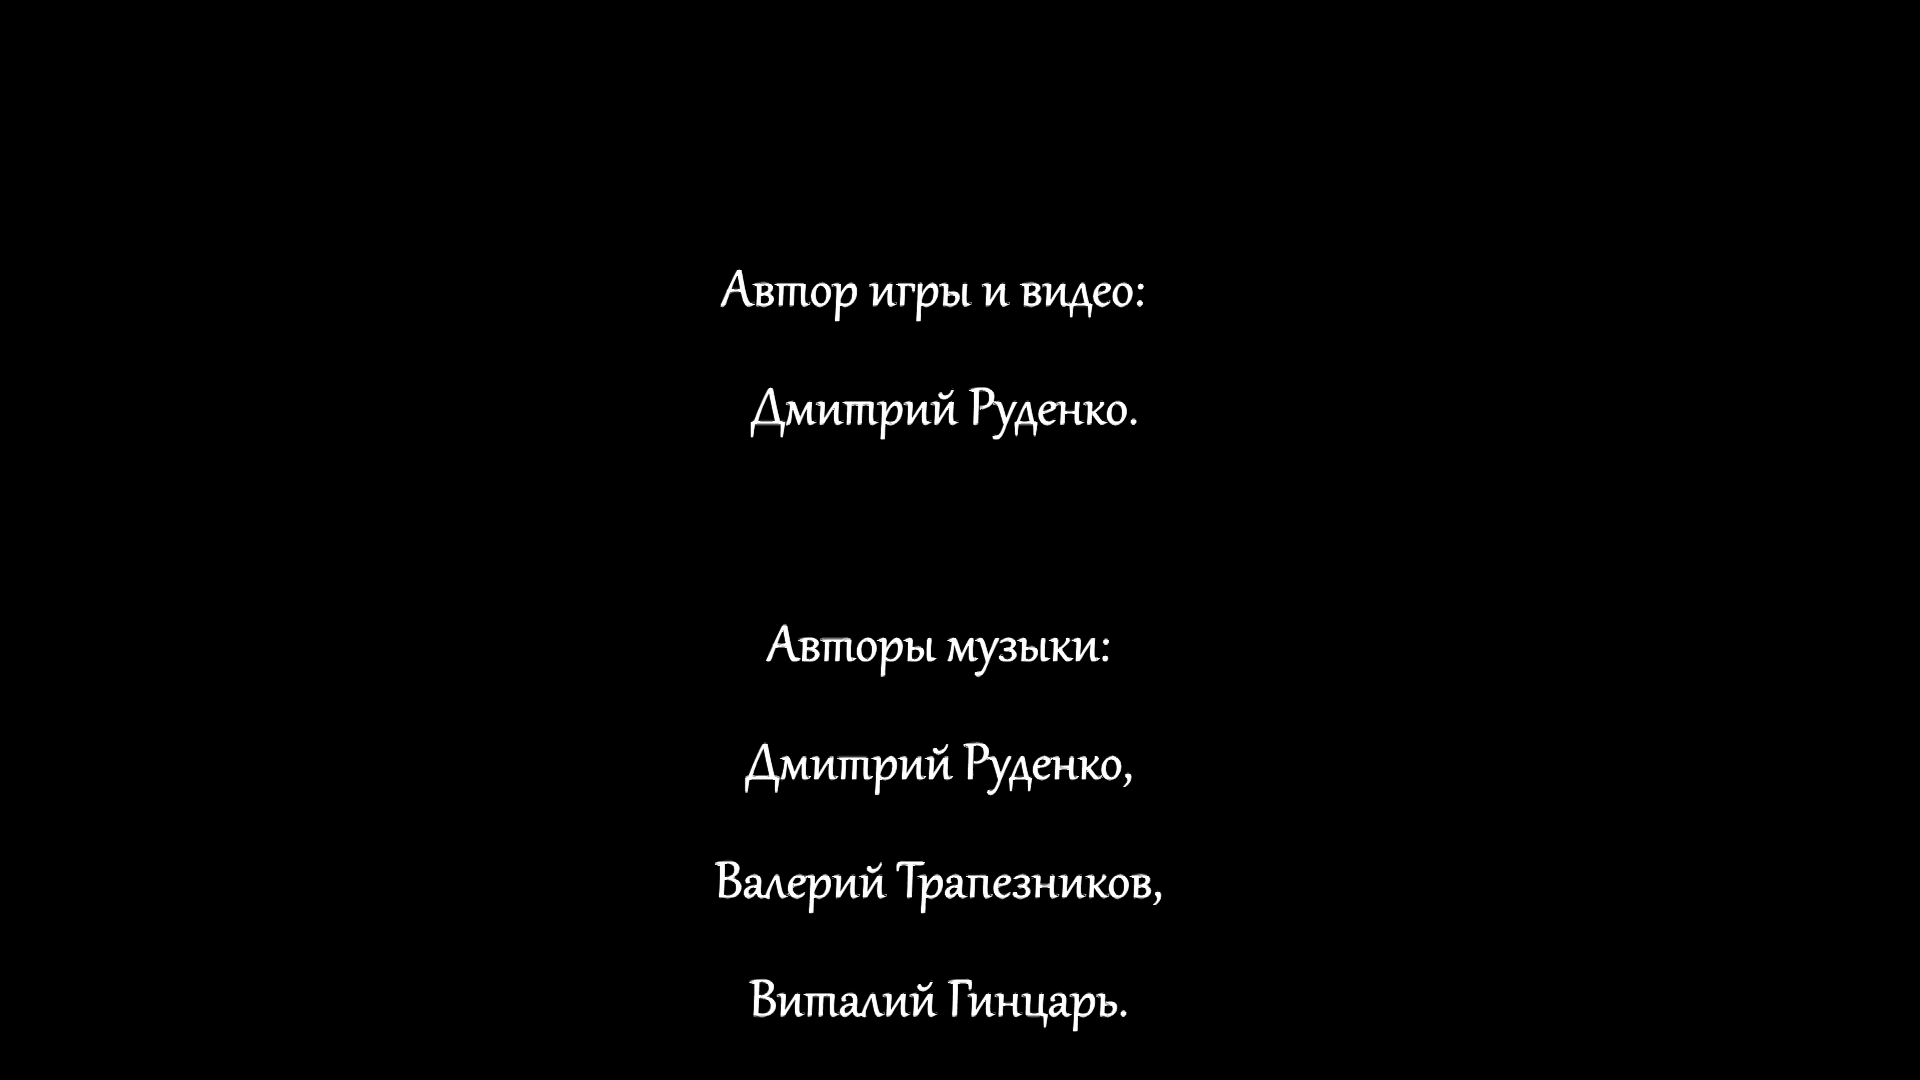 Автор игры и видео:
Дмитрий Руденко.
Авторы музыки:
Дмитрий Руденко,
Валерий Трапезников,
Виталий Гинцарь.